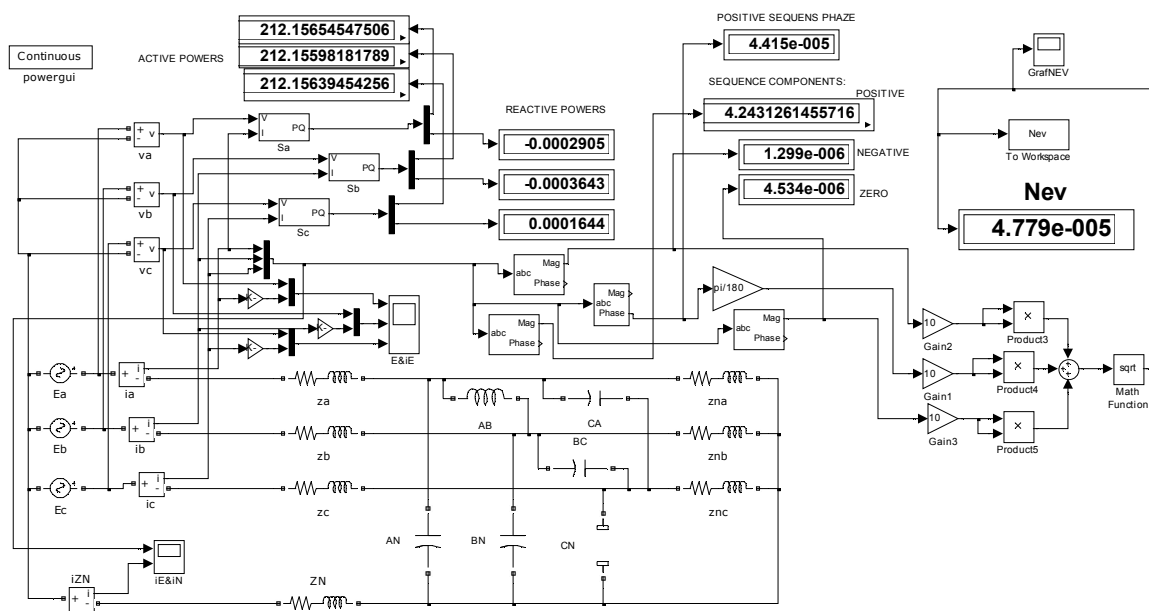 POSITIVE SEQUENS PHAZE
4.415e-005
212.15654547506
212.15598181789
212.15639454256
ACTIVE POWERS
Continuous
powergui
GrafNEV
SEQUENCE COMPONENTS:
POSITIVE
4.2431261455716
REACTIVE POWERS
-0.0002905
-0.0003643
0.0001644
1.299e-006
NEGATIVE
4.534e-006
ZERO
Nev
To Workspace
Nev
4.779e-005
+
-
v
va
+
-
v
vb
+
-
v
vc
V
I
PQ
Sa
V
I
PQ
Sb
V
I
PQ
Sc
abc
Mag
Phase
abc
Mag
Phase
abc
Mag
Phase
abc
Mag
Phase
pi/180
K-
K-
K-
E&iE
10
Gain2
10
Gain1
10
Gain3
×
Product3
×
Product4
×
Product5
+
+
+
sqrt
Math
Function
Ea
+
i
-
ia
za
AB
CA
zna
Eb
+
i
-
ib
zb
BC
znb
Ec
+
i
-
ic
zc
znc
AN
BN
CN
iE&iN
iZN
+
i
-
ZN